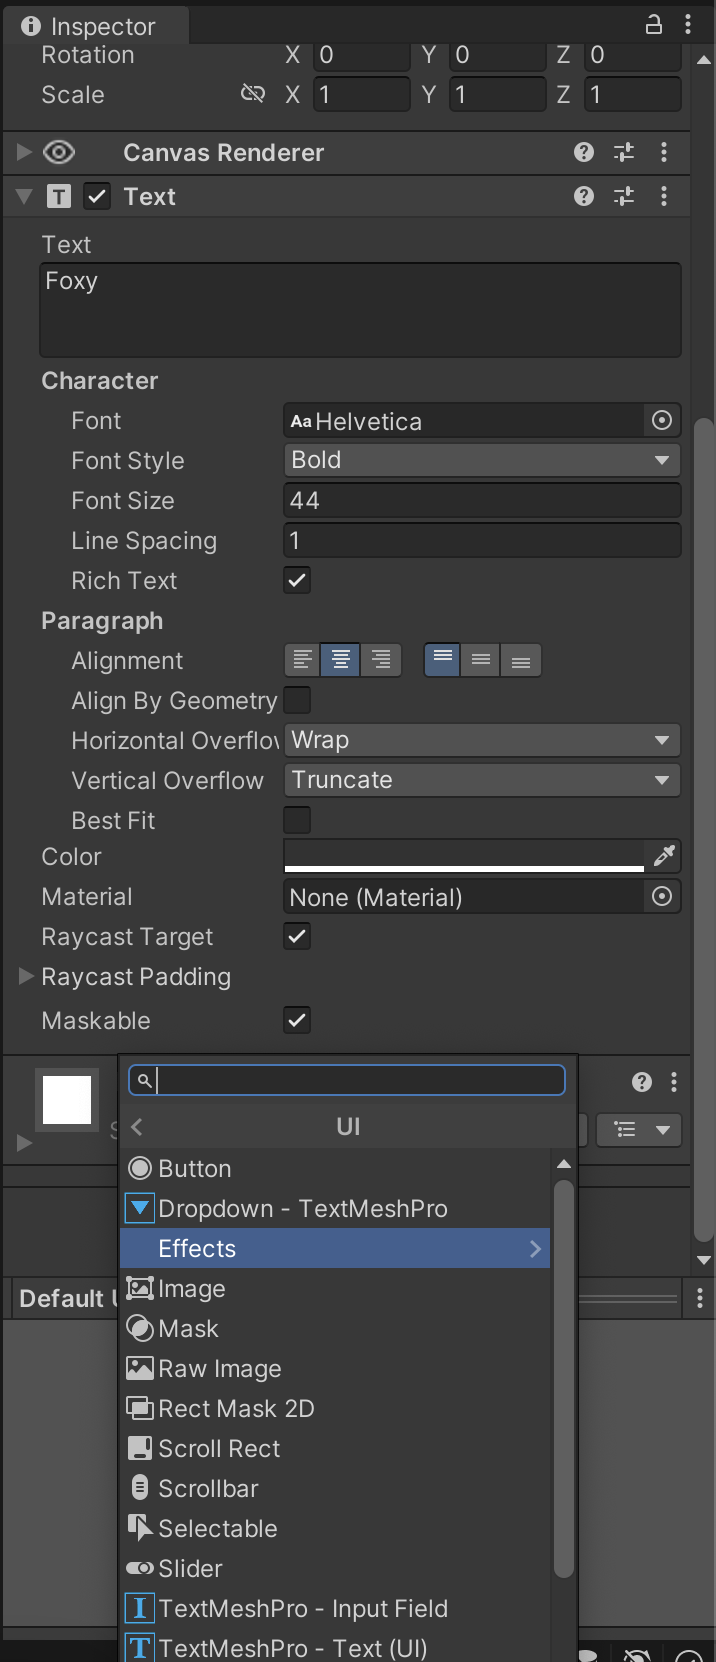 Inspector
Rotation X 0 Y 0 Z 0
Scale X 1 Y 1 Z 1
Canvas Renderer
T Text
Text
Foxy
Character
Font Aa Helvetica
Font Style Bold
Font Size 44
Line Spacing 1
Rich Text
Paragraph
Alignment
Align By Geometry
Horizontal Overflow Wrap
Vertical Overflow Truncate
Best Fit
Color
Material None (Material)
Raycast Target
Raycast Padding
Maskable
UI
Button
Dropdown - TextMeshPro
Effects
Image
Mask
Raw Image
Rect Mask 2D
Default
Scroll Rect
Scrollbar
Selectable
Slider
I TextMeshPro - Input Field
T TextMeshPro - Text (UI)